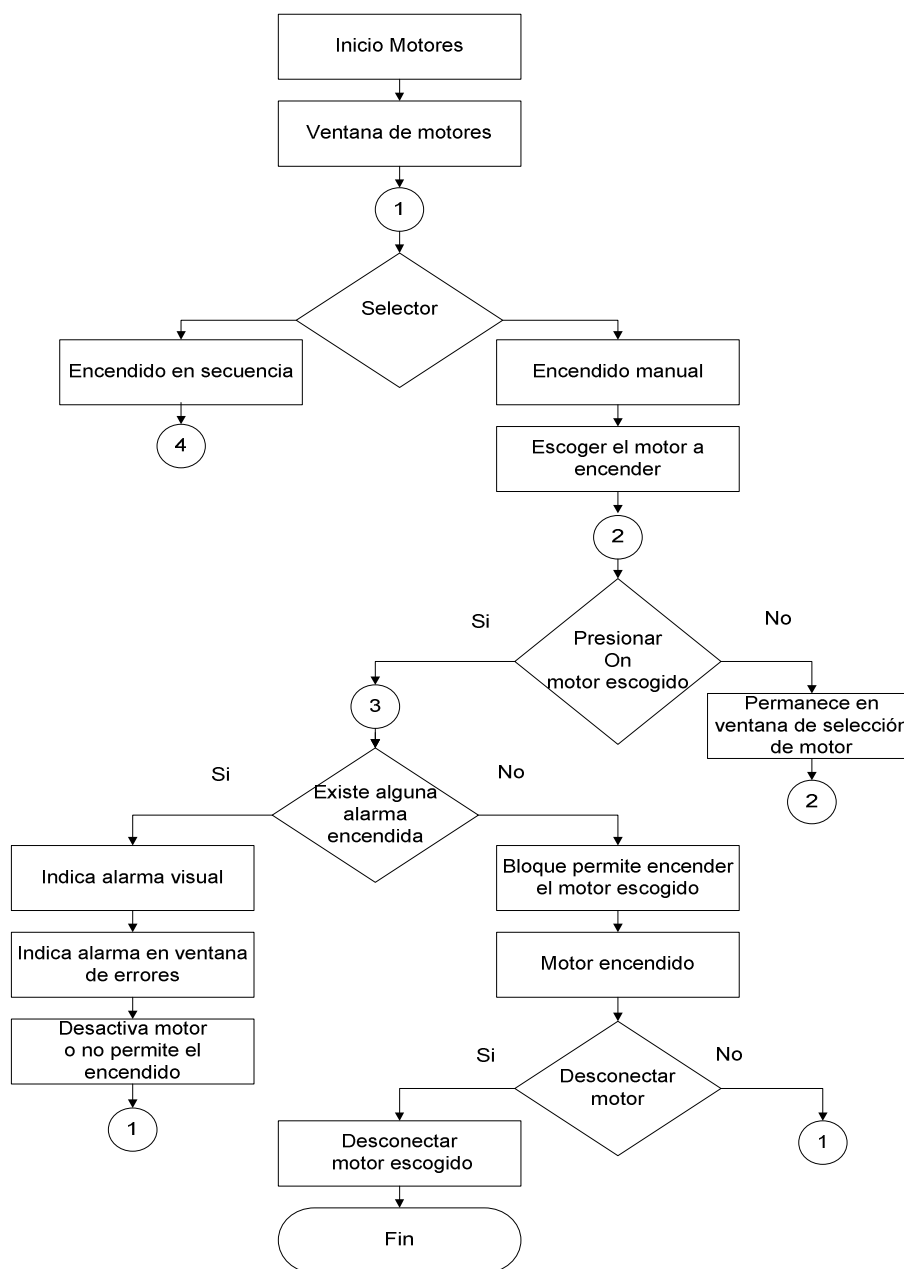 Inicio Motores
Ventana de motores
1
Selector
Encendido en secuencia
Encendido manual
4
Escoger el motor a
encender
2
Si
No
Presionar
On
motor escogido
3
Permanece en
ventana de selección
de motor
2
Si
No
Existe alguna
alarma
encendida
Indica alarma visual
Bloque permite encender
el motor escogido
Indica alarma en ventana
de errores
Motor encendido
Desactiva motor
o no permite el
encendido
Si
No
Desconectar
motor
1
1
Desconectar
motor escogido
Fin